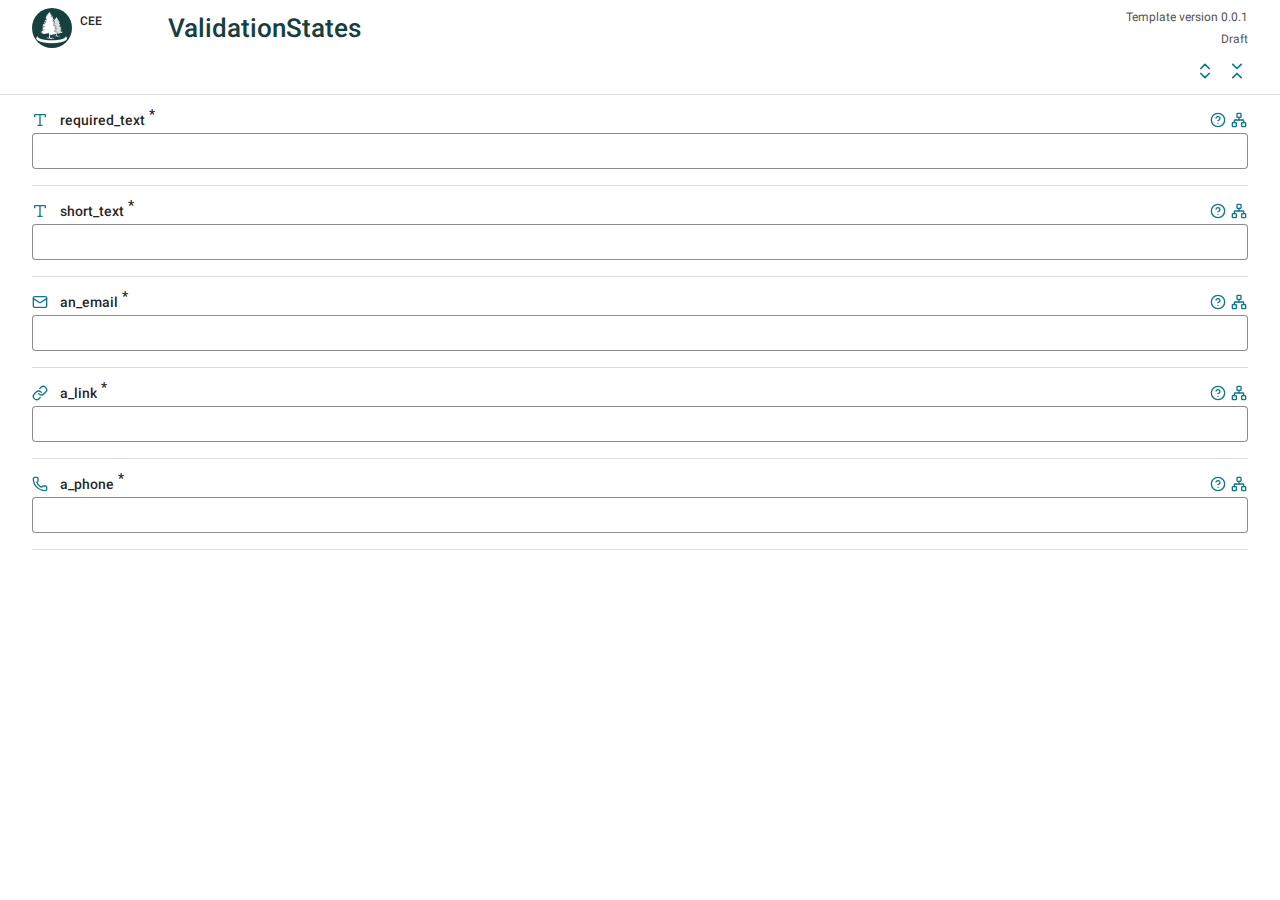 CEE
ValidationStates
Template version 0.0.1
Draft
required_text *
short_text *
an_email *
a_link *
a_phone *